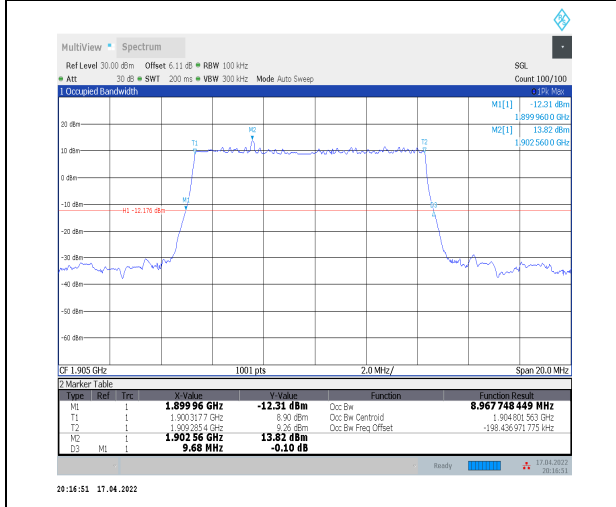 MultiView Spectrum
Ref Level 30.00 dBm Offset 6.11 dB RBW 100 kHz SGL
Att 30 dB SWT 200 ms VBW 300 kHz Mode Auto Sweep Count 100/100
1 Occupied Bandwidth 1Pk Max
M1[1] -12.31 dBm
1.899 960 0 GHz
M2[1] 13.82 dBm
1.902 560 0 GHz
20 dBm
M2
T1 T2
10 dBm
0 dBm
M1 D3
-10 dBm
H1 -12.176 dBm
-20 dBm
-30 dBm
-40 dBm
-50 dBm
-60 dBm
CF 1.905 GHz 1001 pts 2.0 MHz/ Span 20.0 MHz
2 Marker Table
Type Ref Trc X-Value Y-Value Function Function Result
M1 1 1.899 96 GHz -12.31 dBm Occ Bw 8.967 748 449 MHz
T1 1 1.900 317 7 GHz 8.90 dBm Occ Bw Centroid 1.904 801 563 GHz
T2 1 1.909 285 4 GHz 9.26 dBm Occ Bw Freq Offset -198.436 971 775 kHz
M2 1 1.902 56 GHz 13.82 dBm
D3 M1 1 9.68 MHz -0.10 dB
Ready 17.04.2022
20:16:51
20:16:51 17.04.2022